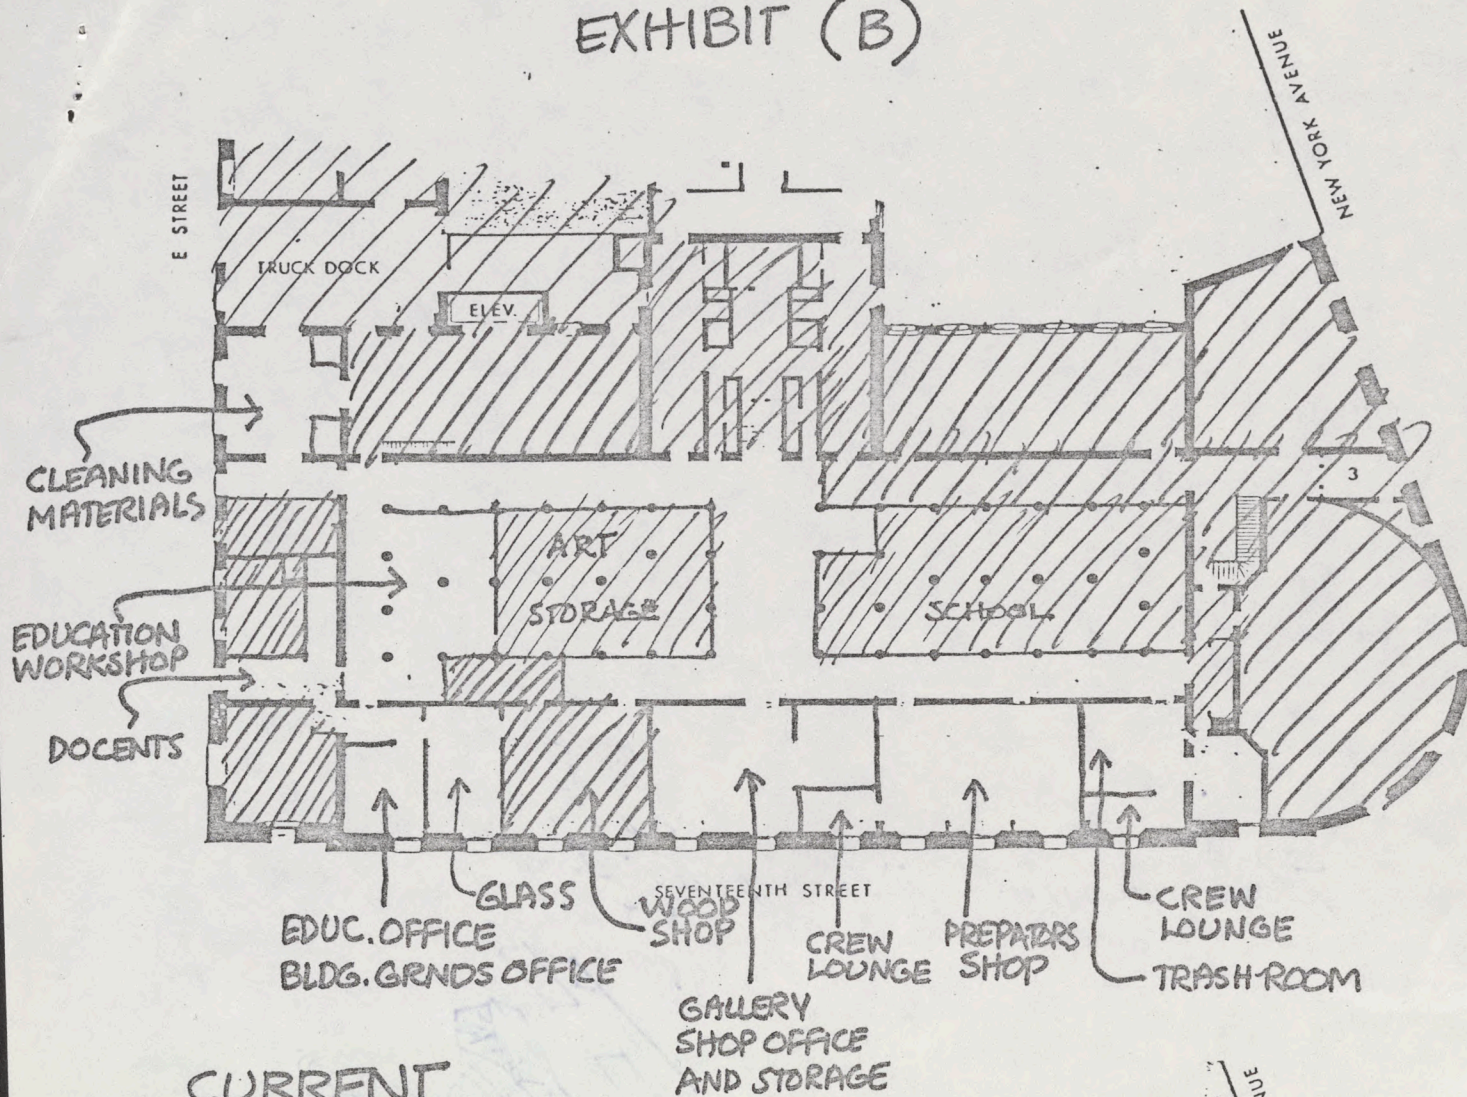 EXHIBIT (B)
NEW YORK AVENUE
E STREET
TRUCK DOCK
ELEV.
3
CLEANING
MATERIALS
ART
STORAGE
SCHOOL
EDUCATION
WORKSHOP
DOCENTS
SEVENTEENTH STREET
GLASS
WOOD
SHOP
EDUC. OFFICE
BLDG. GRNDS OFFICE
CREW
LOUNGE
PREPATORS
SHOP
CREW
LOUNGE
TRASH ROOM
GALLERY
SHOP OFFICE
AND STORAGE
CURRENT